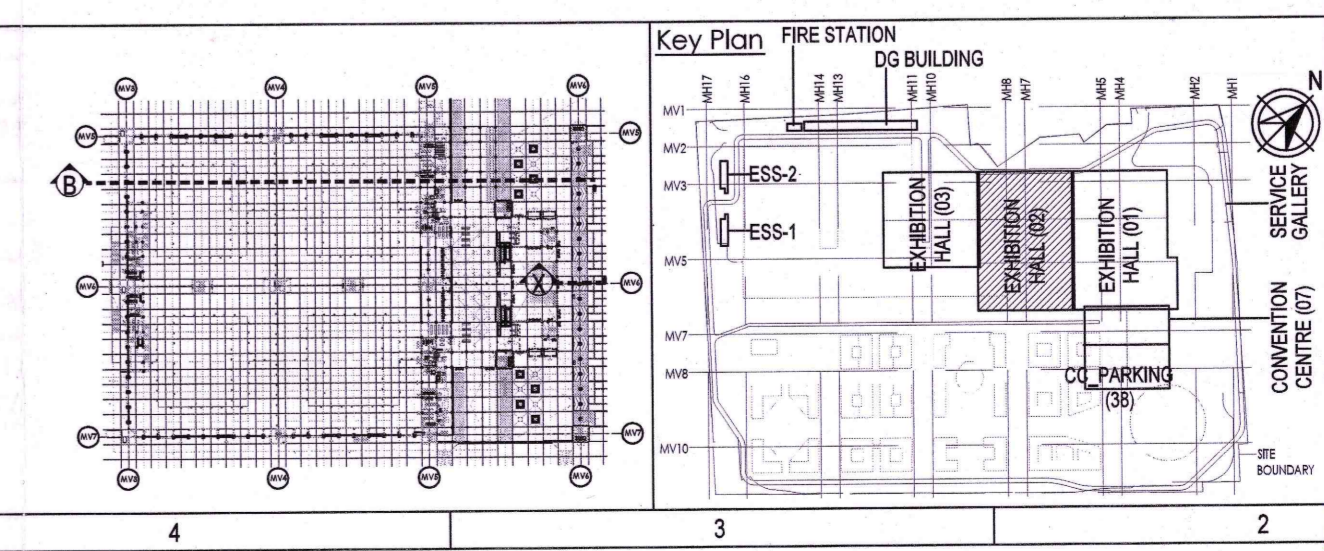 MV3
MV4
MV5
MV6
MV5
MV5
B
MV6
X
MV6
MV7
MV7
MV3
MV4
MV5
MV6
Key Plan
FIRE STATION
DG BUILDING
N
MH17
MH16
MH14
MH13
MH11
MH10
MH8
MH7
MH5
MH4
MH2
MH1
MV1
MV2
MV3
MV5
MV7
MV8
MV10
ESS-2
ESS-1
EXHIBITION
HALL (03)
EXHIBITION
HALL (02)
EXHIBITION
HALL (01)
SERVICE
GALLERY
CONVENTION
CENTRE (07)
CC_PARKING
(3B)
SITE
BOUNDARY
4
3
2